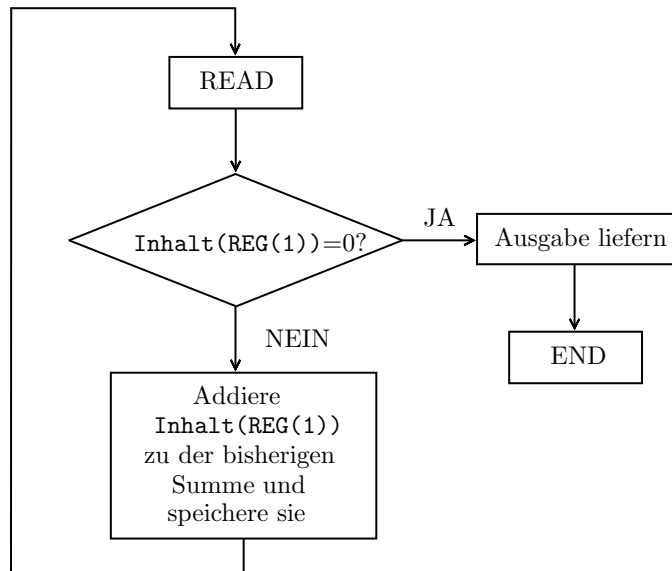 READ
Inhalt(REG(1))=0?
JA
Ausgabe liefern
NEIN
END
Addiere
Inhalt(REG(1))
zu der bisherigen
Summe und
speichere sie